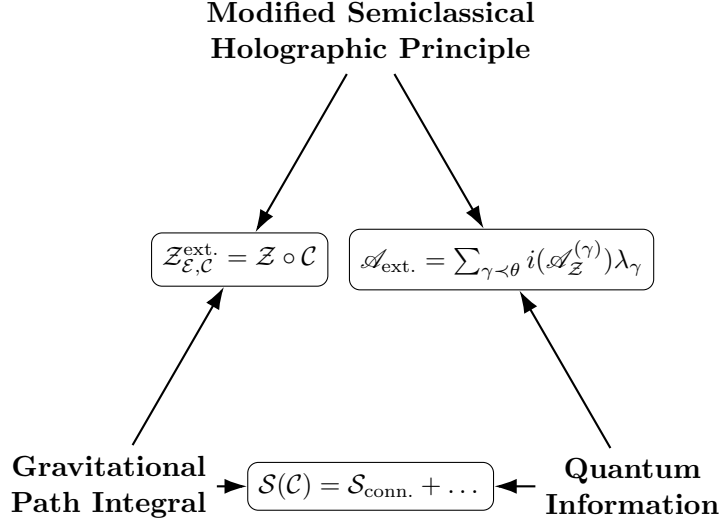 Modified Semiclassical
Holographic Principle
$\mathcal{Z}^{\text{ext.}}_{\mathcal{E},\mathcal{C}} = \mathcal{Z} \circ \mathcal{C}$
$\mathscr{A}_{\text{ext.}} = \sum_{\gamma \prec \theta} i(\mathscr{A}^{(\gamma)}_{\mathcal{Z}})\lambda_{\gamma}$
Gravitational
Path Integral
$\mathcal{S}(\mathcal{C}) = \mathcal{S}_{\text{conn.}} + \ldots$
Quantum
Information